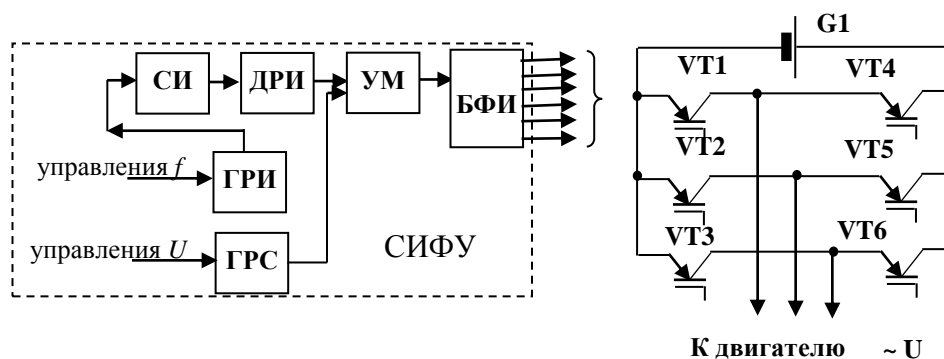 СИ
ДРИ
УМ
БФИ
управления f
ГРИ
управления U
ГРС
СИФУ
G1
VT1
VT4
VT2
VT5
VT3
VT6
К двигателю ~ U